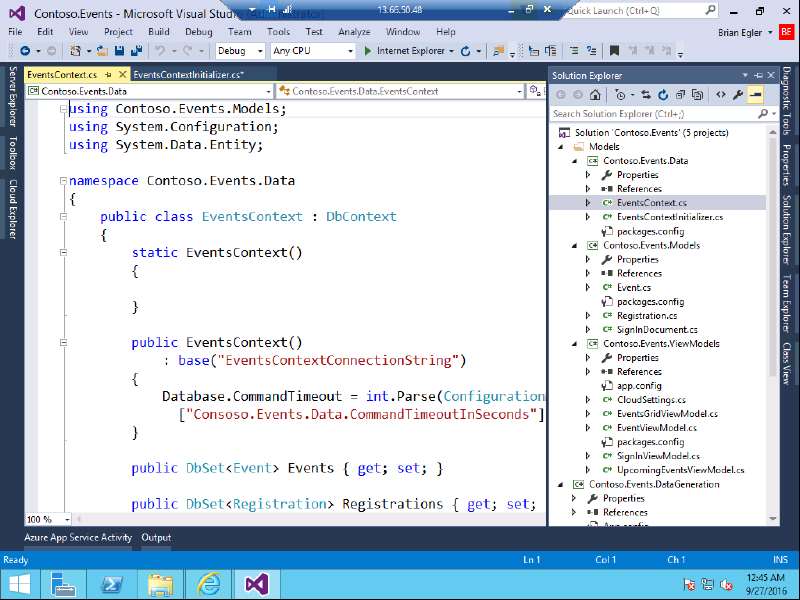 Contoso.Events - Microsoft Visual Stu
13.66.50.48
Quick Launch (Ctrl+Q)
File Edit View Project Build Debug Team Tools Test Analyze Window Help
Brian Egler BE
Debug Any CPU Internet Explorer
Server Explorer
Toolbox
Cloud Explorer
EventsContext.cs EventsContextInitializer.cs*
Contoso.Events.Data Contoso.Events.Data.EventsContext
using Contoso.Events.Models;
using System.Configuration;
using System.Data.Entity;
namespace Contoso.Events.Data
{
public class EventsContext : DbContext
{
static EventsContext()
{
}
public EventsContext()
: base("EventsContextConnectionString")
{
Database.CommandTimeout = int.Parse(Configuration
["Consoso.Events.Data.CommandTimeoutInSeconds"]
}
public DbSet<Event> Events { get; set; }
public DbSet<Registration> Registrations { get; set;
100 %
Solution Explorer
Search Solution Explorer (Ctrl+;)
Solution 'Contoso.Events' (5 projects)
Models
Contoso.Events.Data
Properties
References
EventsContext.cs
EventsContextInitializer.cs
packages.config
Contoso.Events.Models
Properties
References
Event.cs
packages.config
Registration.cs
SignInDocument.cs
Contoso.Events.ViewModels
Properties
References
app.config
CloudSettings.cs
EventsGridViewModel.cs
EventViewModel.cs
packages.config
SignInViewModel.cs
UpcomingEventsViewModel.cs
Contoso.Events.DataGeneration
Properties
References
App.config
Diagnostic Tools
Properties
Solution Explorer
Team Explorer
Class View
Azure App Service Activity Output
Ready Ln 1 Col 1 Ch 1 INS
12:45 AM
9/27/2016